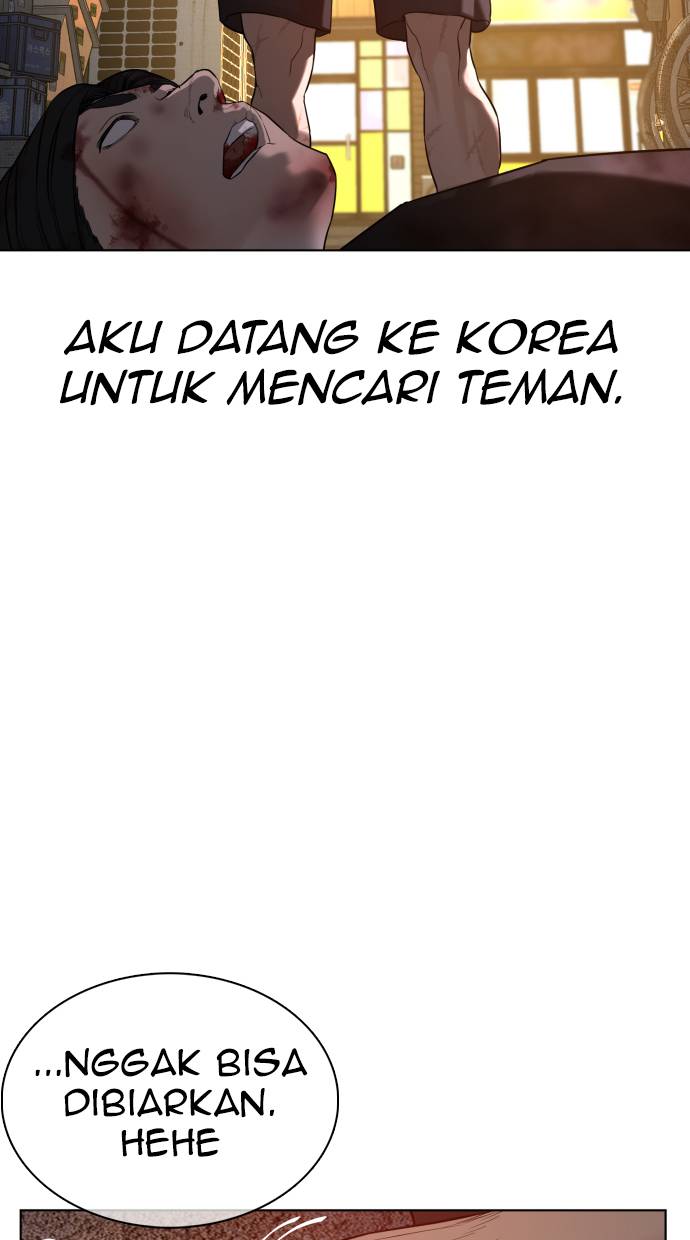 AKU DATANG KE KOREA
UNTUK MENCARI TEMAN.
...NGGAK BISA
DIBIARKAN.
HEHE